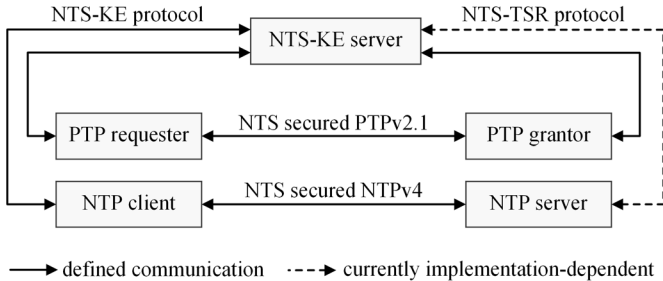 NTS-KE protocol
NTS-TSR protocol
NTS-KE server
PTP requester
NTS secured PTPv2.1
PTP grantor
NTP client
NTS secured NTPv4
NTP server
defined communication
currently implementation-dependent